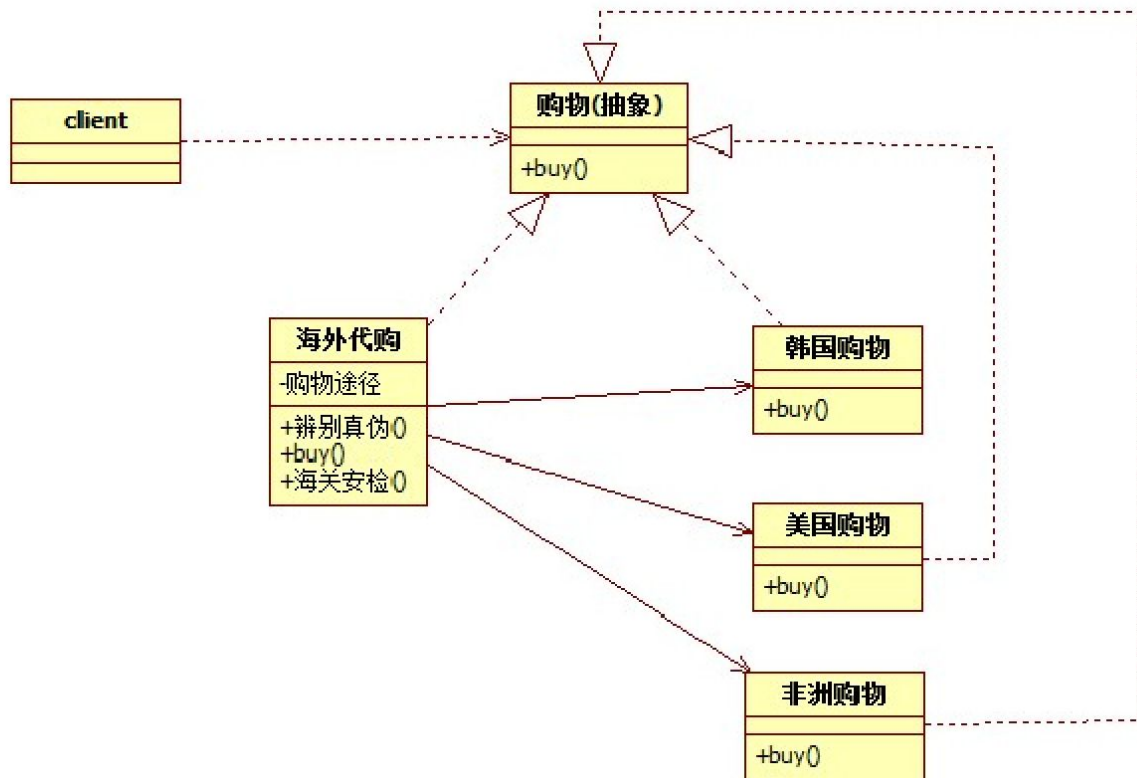 购物(抽象)
+buy()
client
海外代购
-购物途径
+辨别真伪()
+buy()
+海关安检()
韩国购物
+buy()
美国购物
+buy()
非洲购物
+buy()